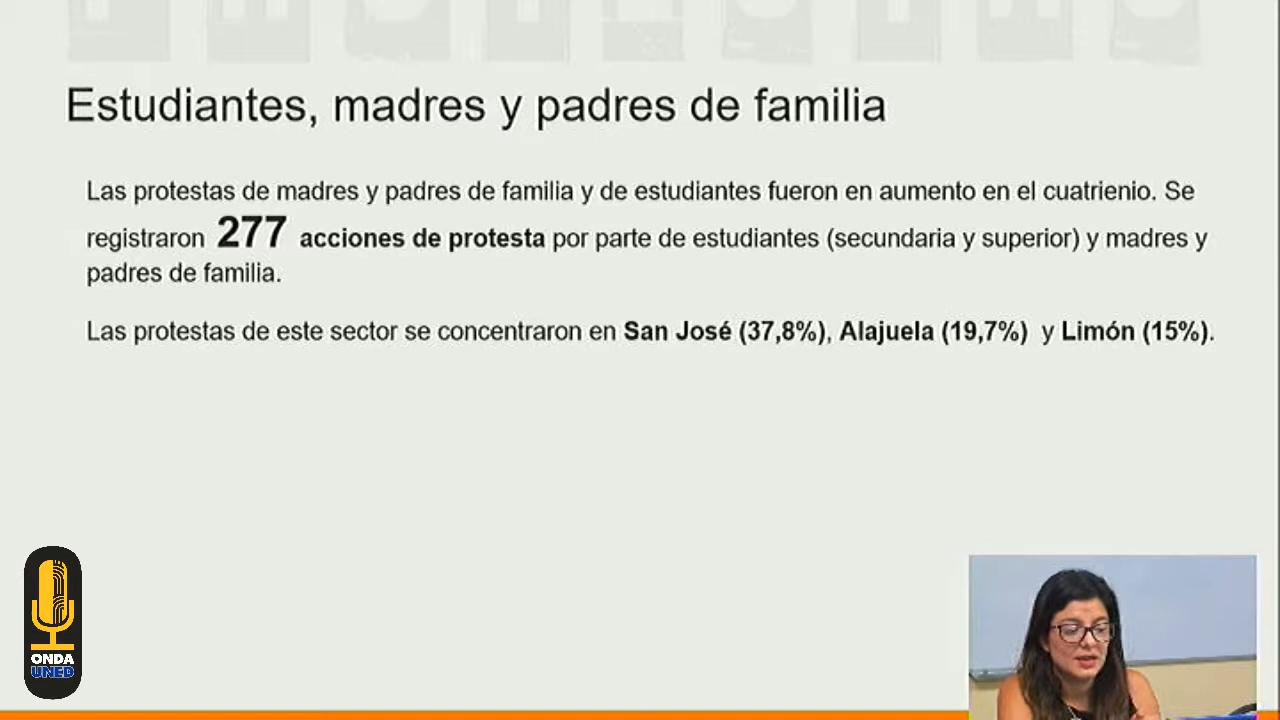 Estudiantes, madres y padres de familia
Las protestas de madres y padres de familia y de estudiantes fueron en aumento en el cuatrienio. Se
registraron 277 acciones de protesta por parte de estudiantes (secundaria y superior) y madres y
padres de familia.
Las protestas de este sector se concentraron en San José (37,8%), Alajuela (19,7%) y Limón (15%).
ONDA
UNED